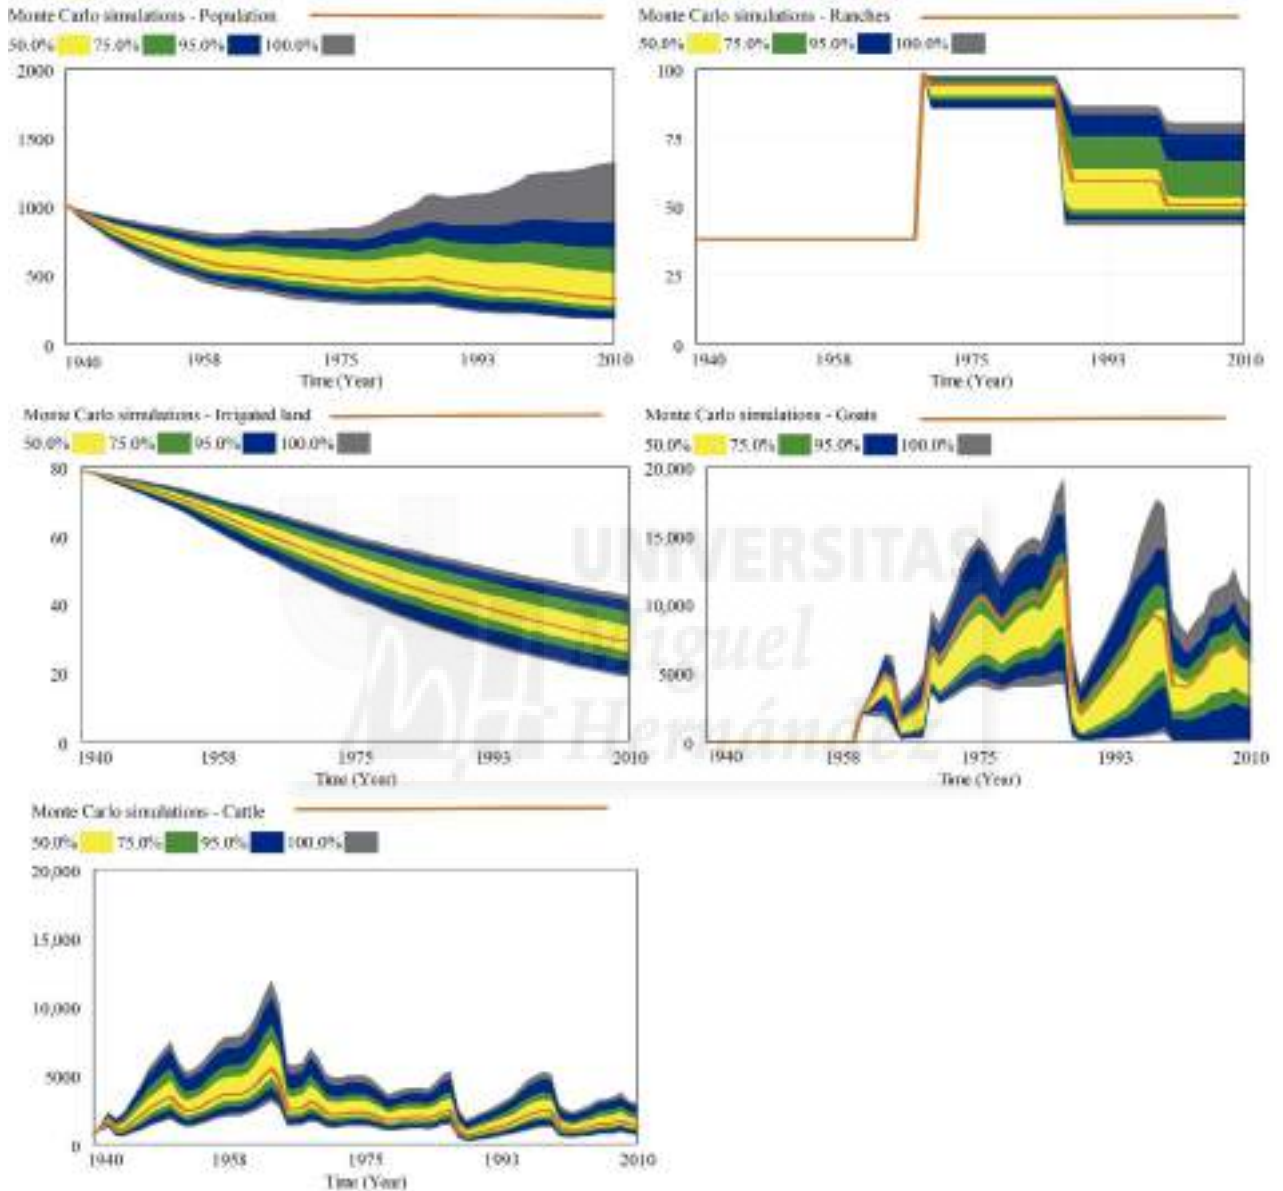 Monte Carlo simulations - Population
50.0% 75.0% 95.0% 100.0%
2000
1500
1000
500
0
1940 1958 1975 1993 2010
Time (Year)
Monte Carlo simulations - Ranches
50.0% 75.0% 95.0% 100.0%
100
75
50
25
0
1940 1958 1975 1993 2010
Time (Year)
Monte Carlo simulations - Irrigated land
50.0% 75.0% 95.0% 100.0%
80
60
40
20
0
1940 1958 1975 1993 2010
Time (Year)
Monte Carlo simulations - Goats
50.0% 75.0% 95.0% 100.0%
20,000
15,000
10,000
5000
0
1940 1958 1975 1993 2010
Time (Year)
UNIVERSITAS
Miguel
Hernández
Monte Carlo simulations - Cattle
50.0% 75.0% 95.0% 100.0%
20,000
15,000
10,000
5000
0
1940 1958 1975 1993 2010
Time (Year)